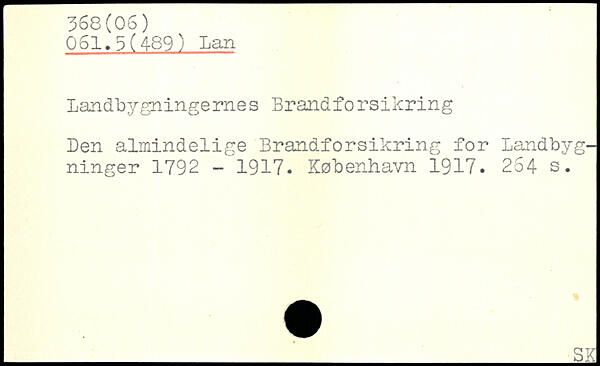 368(06)
061.5(489) Lan
Landbygningernes Brandforsikring
Den almindelige Brandforsikring for Landbyg-
ninger 1792 - 1917. København 1917. 264 s.
SK